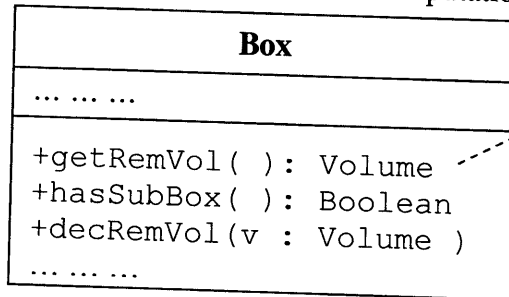 Box
... ... ...
+getRemVol( ): Volume
+hasSubBox( ): Boolean
+decRemVol(v : Volume )
... ... ...